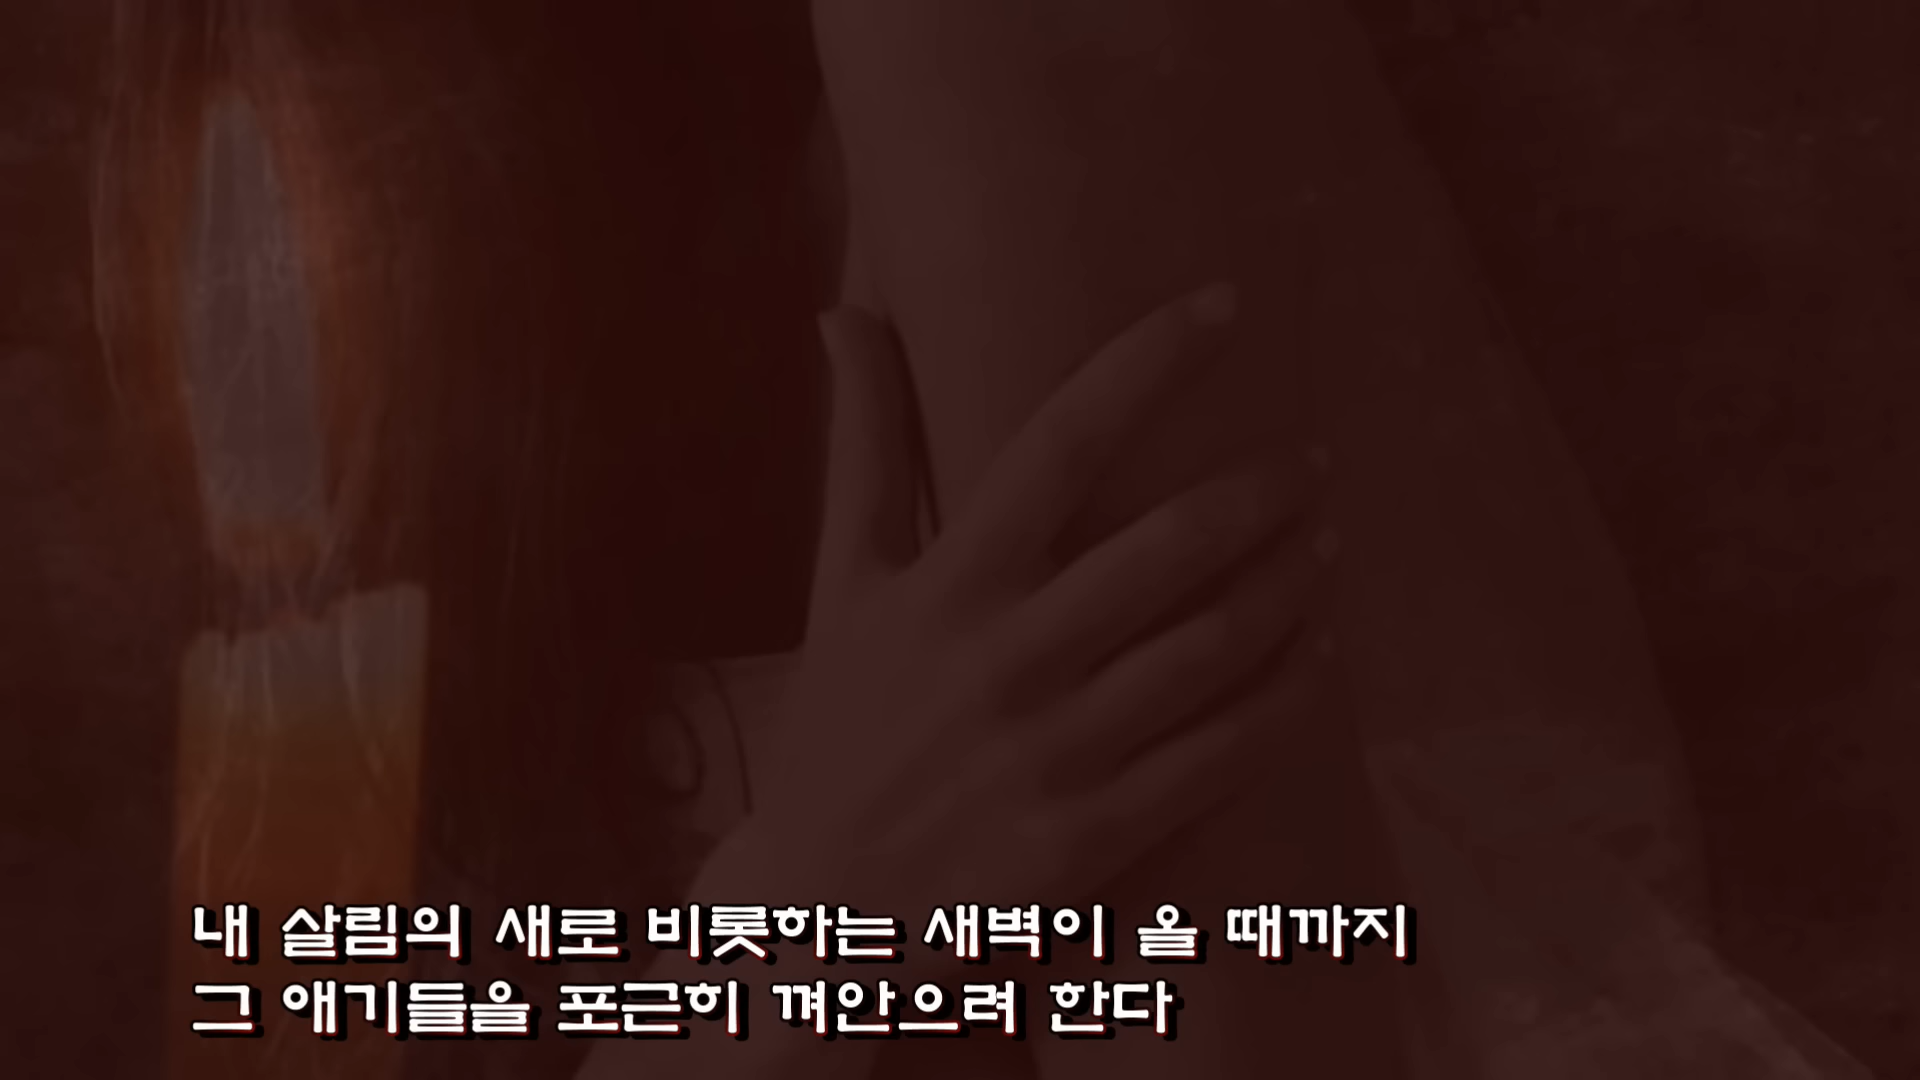 내 살림의 새로 비롯하는 새벽이 올 때까지
그 애기들을 포근히 껴안으려 한다